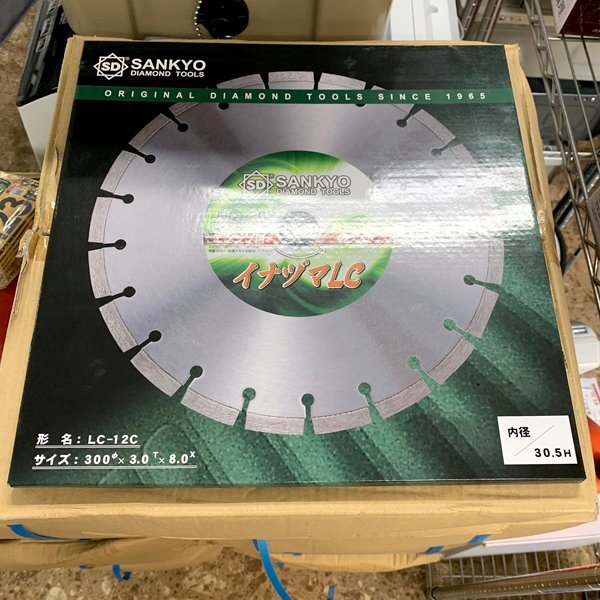 SD SANKYO
DIAMOND TOOLS
ORIGINAL DIAMOND TOOLS SINCE 1965
SD SANKYO
DIAMOND TOOLS
イナヅマLC
形 名：LC-12C
サイズ：300φ×3.0T×8.0X
内径
30.5H